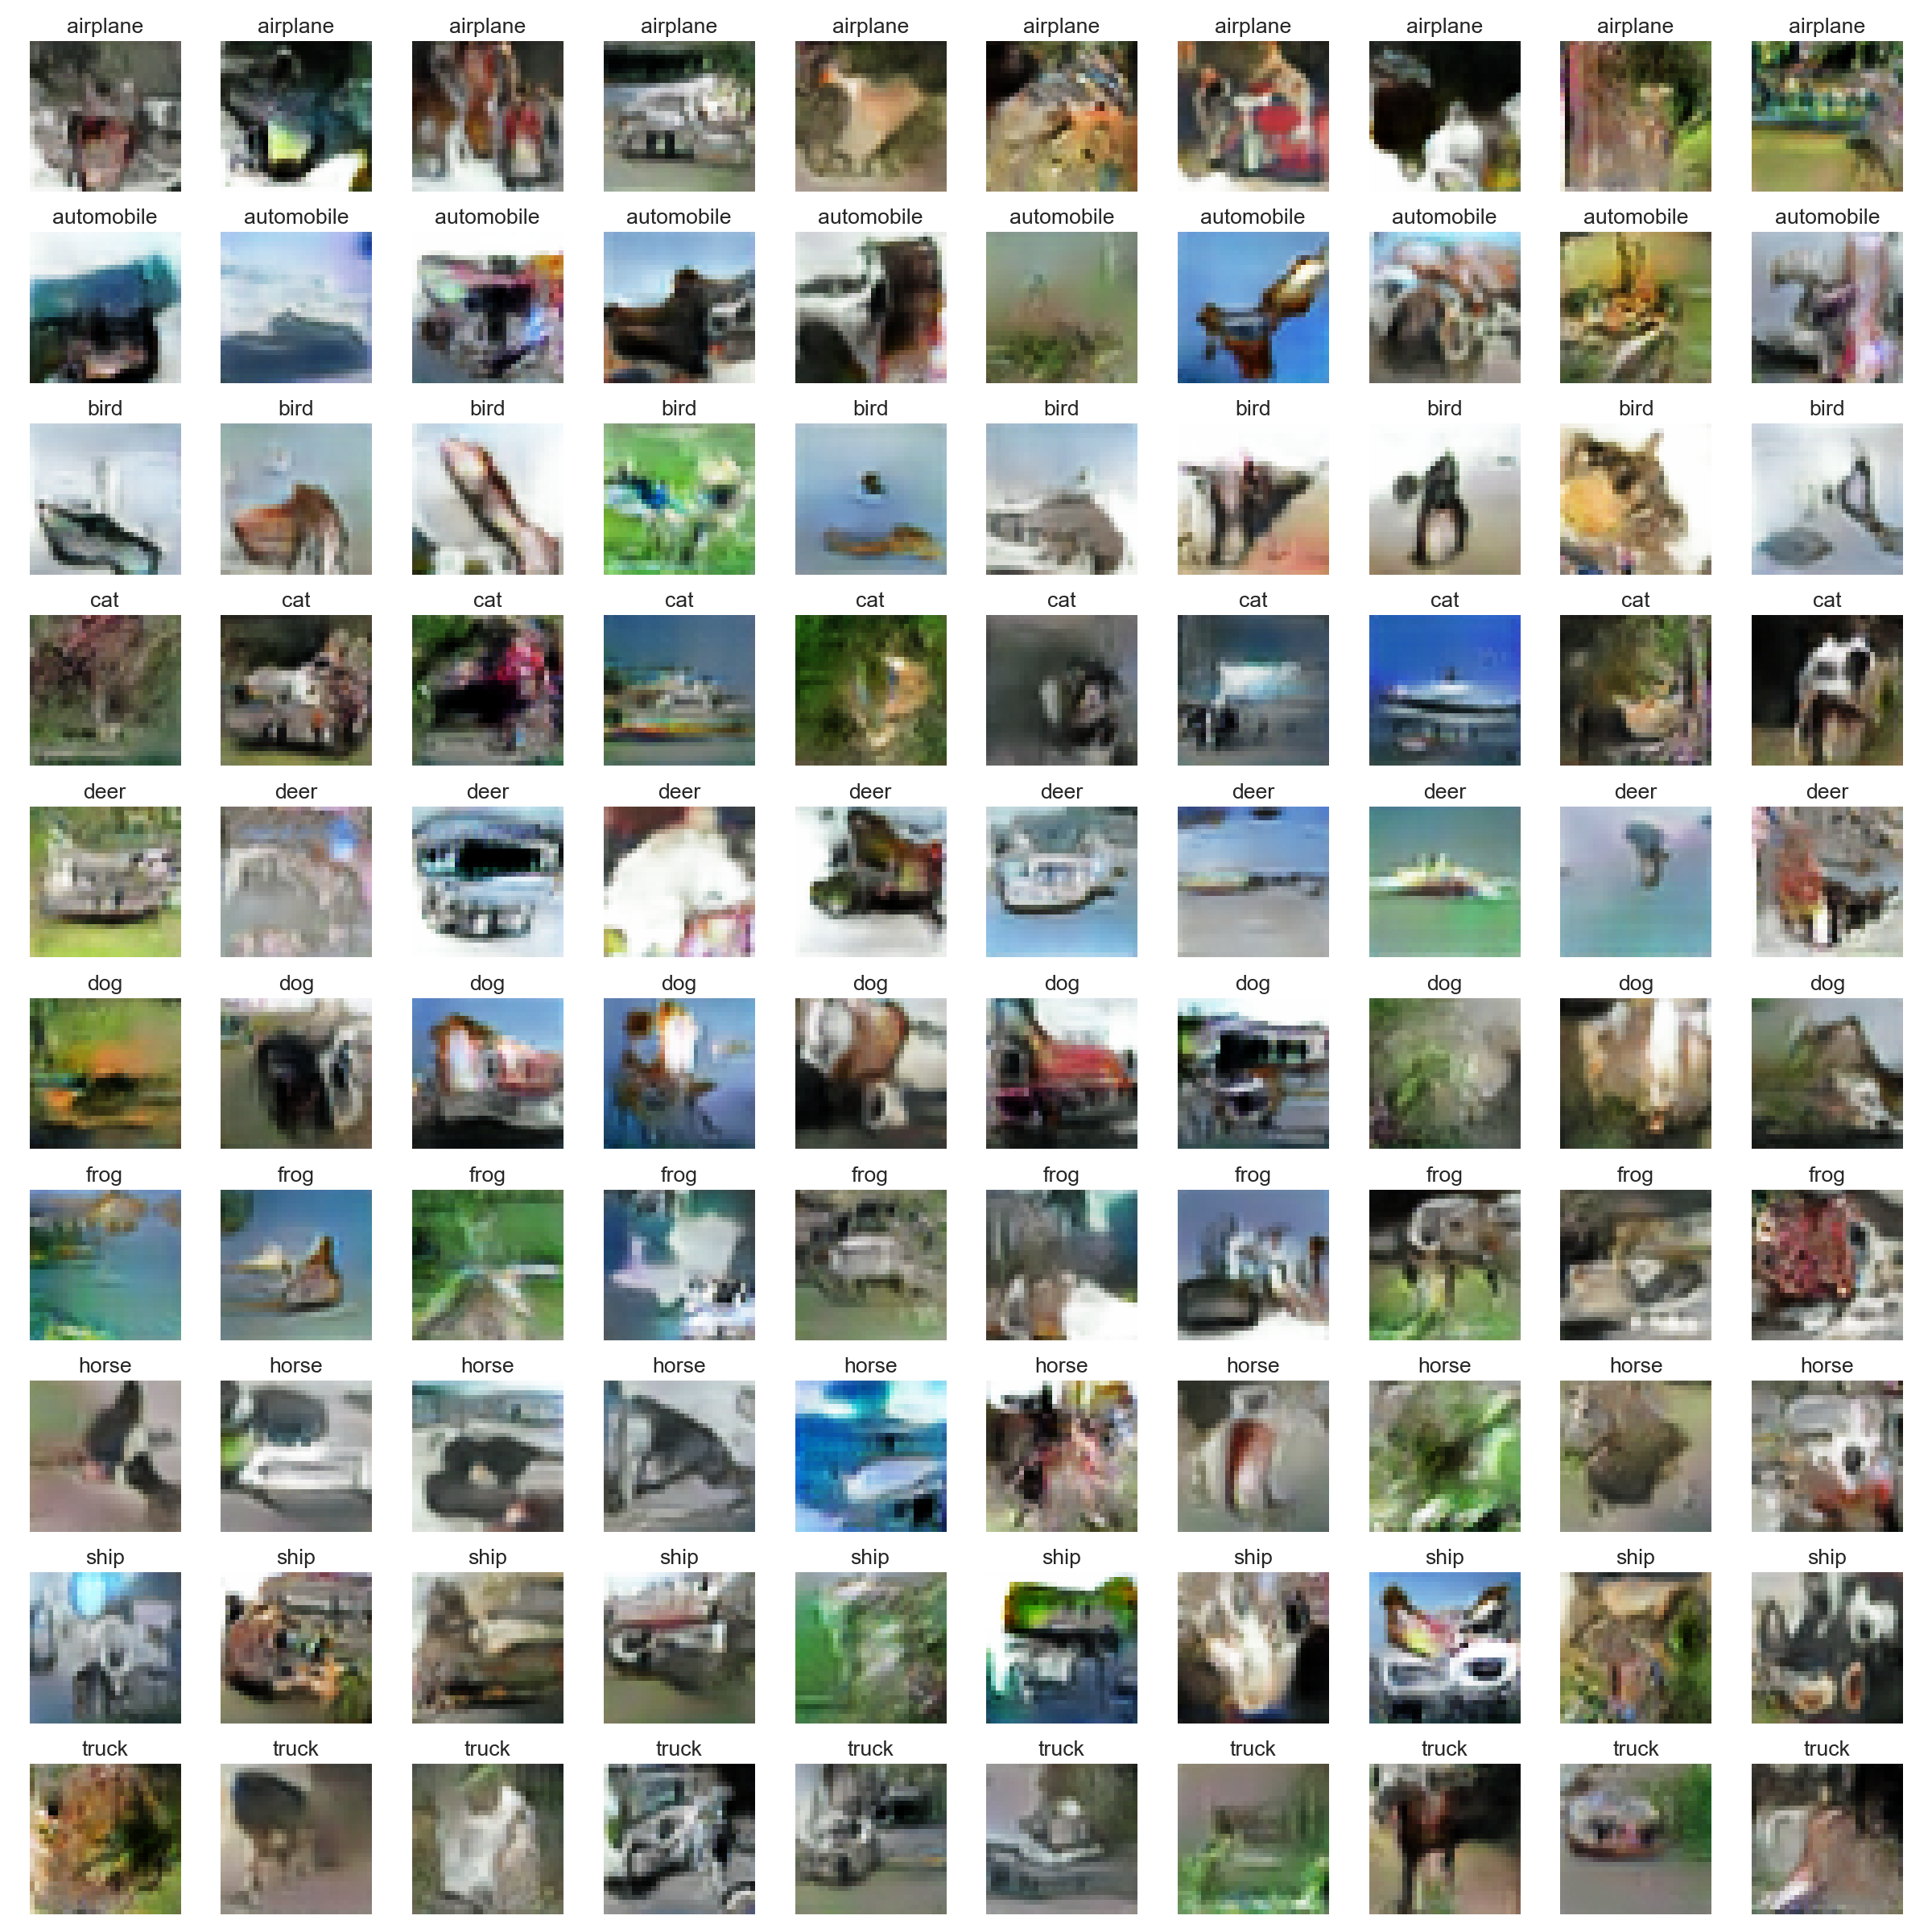 airplane airplane airplane airplane airplane airplane airplane airplane airplane airplane
automobile automobile automobile automobile automobile automobile automobile automobile automobile automobile
bird bird bird bird bird bird bird bird bird bird
cat cat cat cat cat cat cat cat cat cat
deer deer deer deer deer deer deer deer deer deer
dog dog dog dog dog dog dog dog dog dog
frog frog frog frog frog frog frog frog frog frog
horse horse horse horse horse horse horse horse horse horse
ship ship ship ship ship ship ship ship ship ship
truck truck truck truck truck truck truck truck truck truck